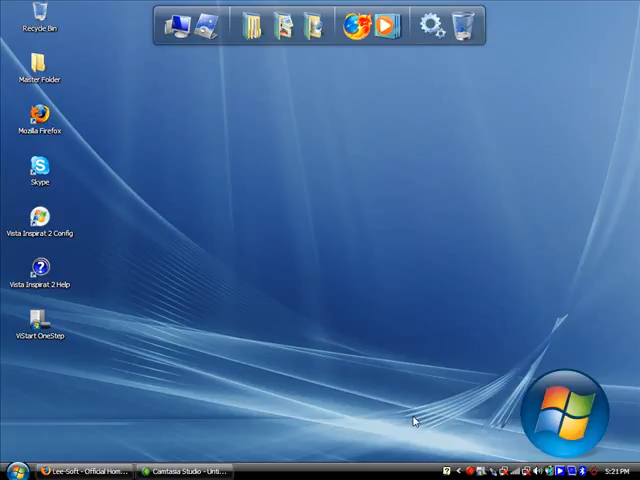 Recycle Bin
Master Folder
Mozilla Firefox
Skype
Vista Inspirat 2 Config
Vista Inspirat 2 Help
ViStart OneStep
Lee-Soft - Official Hom...
Camtasia Studio - Unti...
5:21 PM